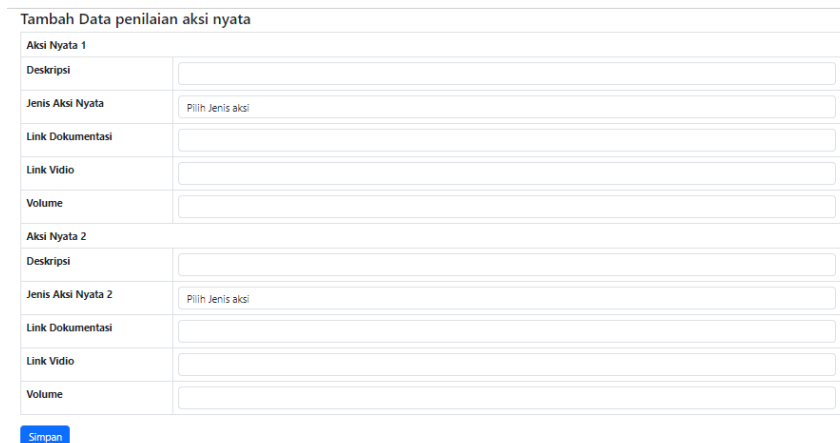 Tambah Data penilaian aksi nyata
Aksi Nyata 1
Deskripsi
Jenis Aksi Nyata
Pilih Jenis aksi
Link Dokumentasi
Link Vidio
Volume
Aksi Nyata 2
Deskripsi
Jenis Aksi Nyata 2
Pilih Jenis aksi
Link Dokumentasi
Link Vidio
Volume
Simpan